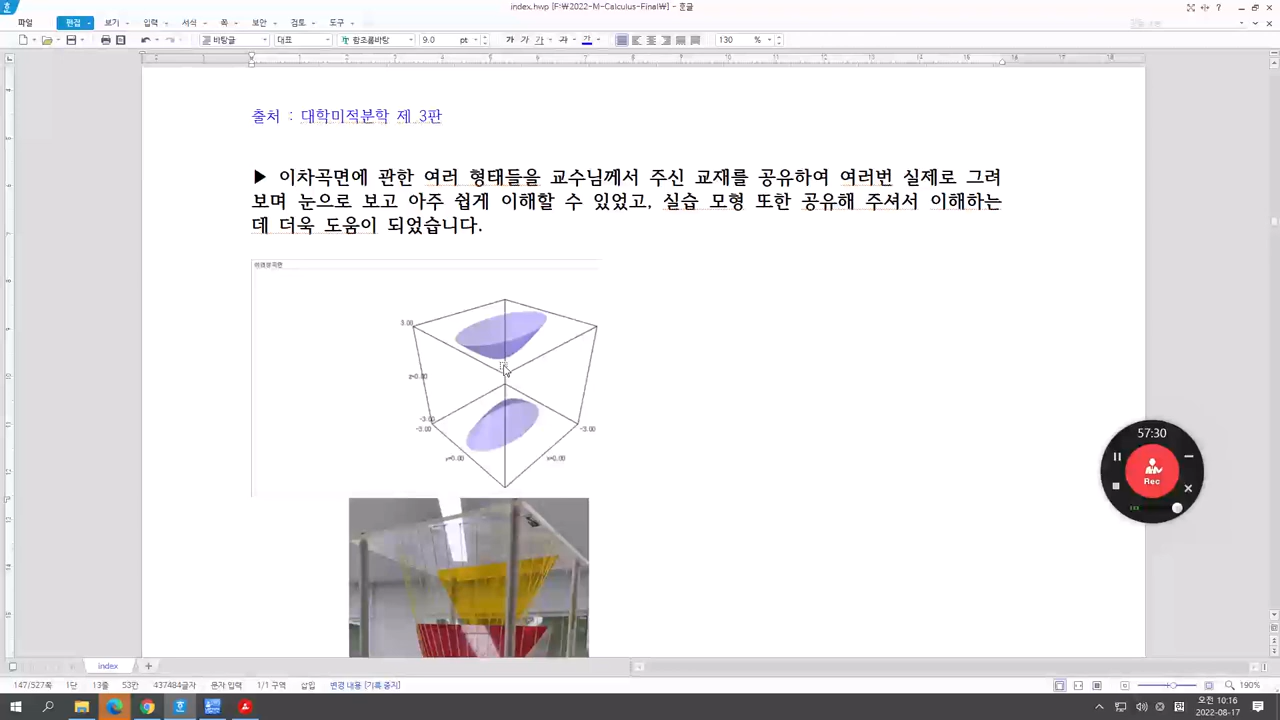 index.hwp [F:\2022-M-Calculus-Final\] - 한글
파일 편집 보기 입력 서식 쪽 보안 검토 도구
바탕글 대표 함초롬바탕 9.0 pt 가 가 가 가 가 130 %
출처 : 대학미적분학 제 3판
▶ 이차곡면에 관한 여러 형태들을 교수님께서 주신 교재를 공유하여 여러번 실제로 그려
보며 눈으로 보고 아주 쉽게 이해할 수 있었고, 실습 모형 또한 공유해 주셔서 이해하는
데 더욱 도움이 되었습니다.
3.00
z=0.00
-3.00
-3.00
-3.00
y=0.00
x=0.00
57:30
Rec
index
147/527쪽 1단 13줄 53칸 437484글자 문자 입력 1/1 구역 삽입 변경 내용 [기록 중지] 190%
오전 10:16
2022-08-17